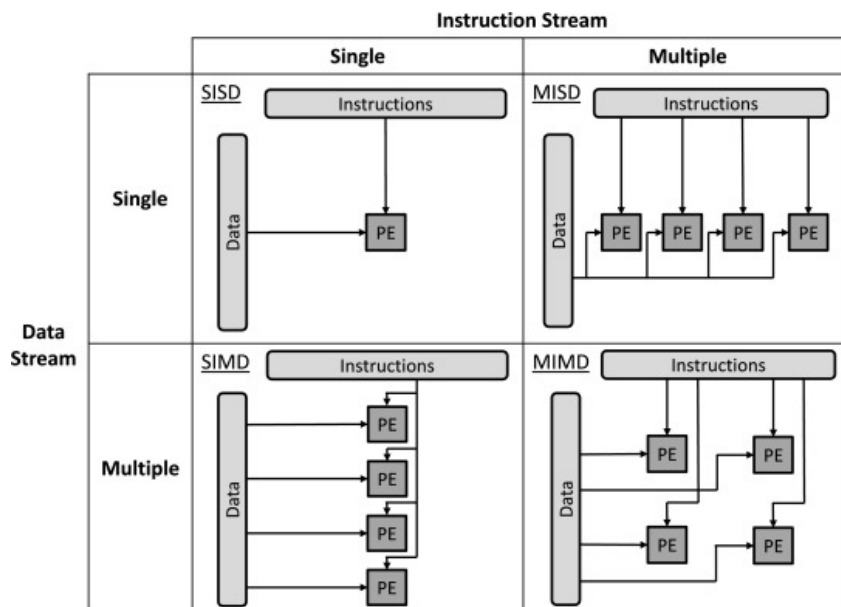 Instruction Stream
Single
Multiple
SISD
Instructions
Data
PE
MISD
Instructions
Data
PE
PE
PE
PE
Single
Data
Stream
Multiple
SIMD
Instructions
Data
PE
PE
PE
PE
MIMD
Instructions
Data
PE
PE
PE
PE